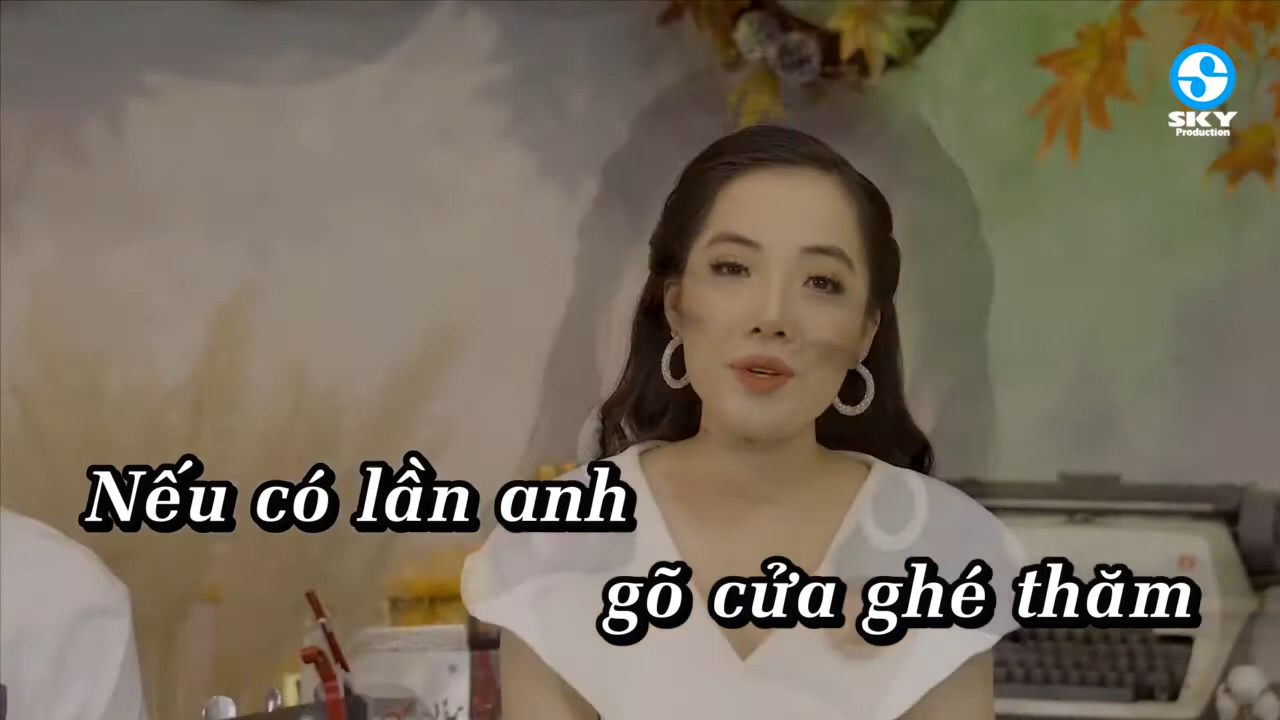 SKY
Production
Nếu có lần anh
gõ cửa ghé thăm